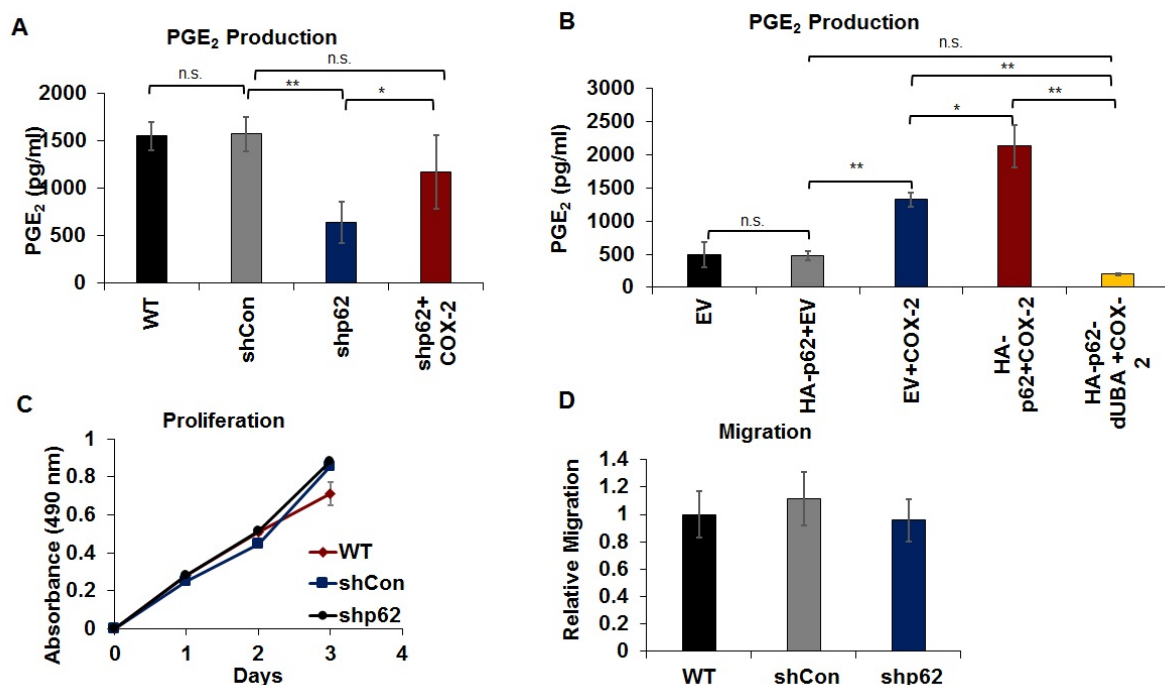 A
PGE₂ Production
n.s.
n.s.
**
*
2000
1500
1000
500
0
PGE₂ (pg/ml)
WT
shCon
shp62
shp62+
COX-2
B
PGE₂ Production
n.s.
**
*
**
**
n.s.
3000
2500
2000
1500
1000
500
0
PGE₂ (pg/ml)
EV
HA-p62+EV
EV+COX-2
HA-
p62+COX-2
HA-p62-
dUBA +COX-
2
C
Proliferation
1
0.8
0.6
0.4
0.2
0
Absorbance (490 nm)
WT
shCon
shp62
0
1
2
3
4
Days
D
Migration
1.4
1.2
1
0.8
0.6
0.4
0.2
0
Relative Migration
WT
shCon
shp62